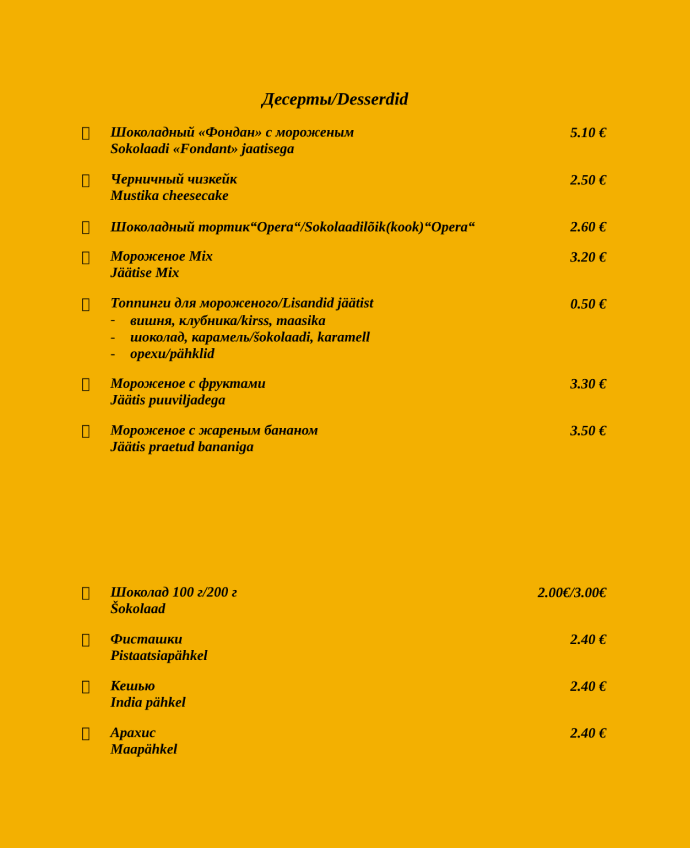 Десерты/Desserdid
Шоколадный «Фондан» с мороженым 5.10 €
Sokolaadi «Fondant» jaatisega
Черничный чизкейк 2.50 €
Mustika cheesecake
Шоколадный тортик“Opera“/Sokolaadilõik(kook)“Opera“ 2.60 €
Мороженое Mix 3.20 €
Jäätise Mix
Топпинги для мороженого/Lisandid jäätist 0.50 €
- вишня, клубника/kirss, maasika
- шоколад, карамель/šokolaadi, karamell
- орехи/pähklid
Мороженое с фруктами 3.30 €
Jäätis puuviljadega
Мороженое с жареным бананом 3.50 €
Jäätis praetud bananiga
Шоколад 100 г/200 г 2.00€/3.00€
Šokolaad
Фисташки 2.40 €
Pistaatsiapähkel
Кешью 2.40 €
India pähkel
Арахис 2.40 €
Maapähkel